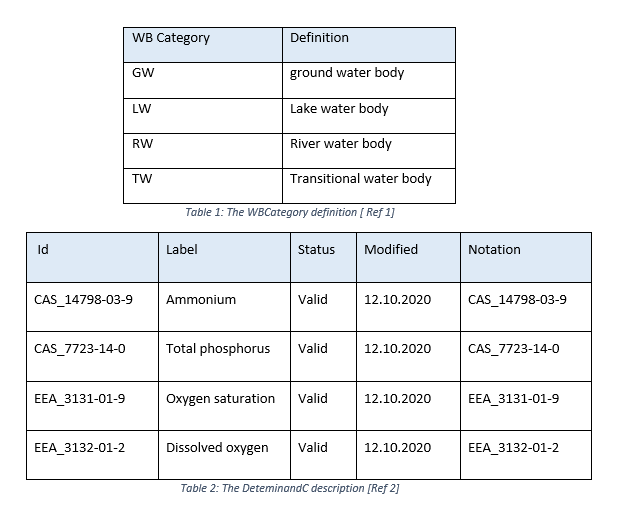 WB Category Definition
GW ground water body
LW Lake water body
RW River water body
TW Transitional water body
Table 1: The WBCategory definition [ Ref 1]
Id Label Status Modified Notation
CAS_14798-03-9 Ammonium Valid 12.10.2020 CAS_14798-03-9
CAS_7723-14-0 Total phosphorus Valid 12.10.2020 CAS_7723-14-0
EEA_3131-01-9 Oxygen saturation Valid 12.10.2020 EEA_3131-01-9
EEA_3132-01-2 Dissolved oxygen Valid 12.10.2020 EEA_3132-01-2
Table 2: The DeteminandC description [Ref 2]